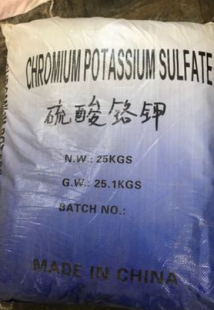 CHROMIUM POTASSIUM SULFATE
硫酸铬钾
N.W.: 25KGS
G.W.: 25.1KGS
BATCH NO.:
MADE IN CHINA